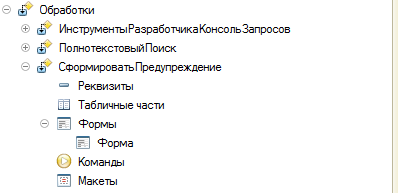 Обработки
ИнструментыРазработчикаКонсольЗапросов
ПолнотекстовыйПоиск
СформироватьПредупреждение
Реквизиты
Табличные части
Формы
Форма
Команды
Макеты